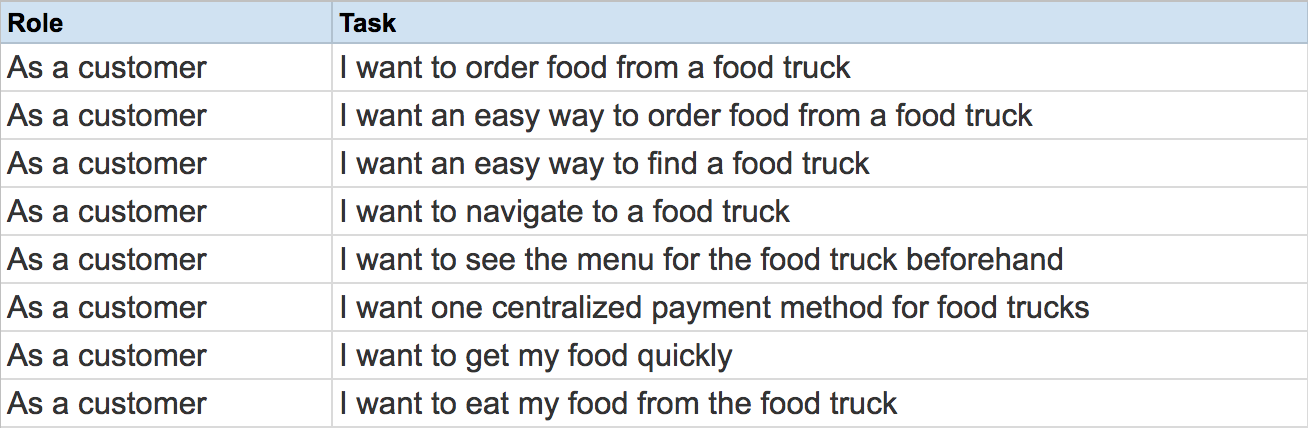 Role Task
As a customer I want to order food from a food truck
As a customer I want an easy way to order food from a food truck
As a customer I want an easy way to find a food truck
As a customer I want to navigate to a food truck
As a customer I want to see the menu for the food truck beforehand
As a customer I want one centralized payment method for food trucks
As a customer I want to get my food quickly
As a customer I want to eat my food from the food truck